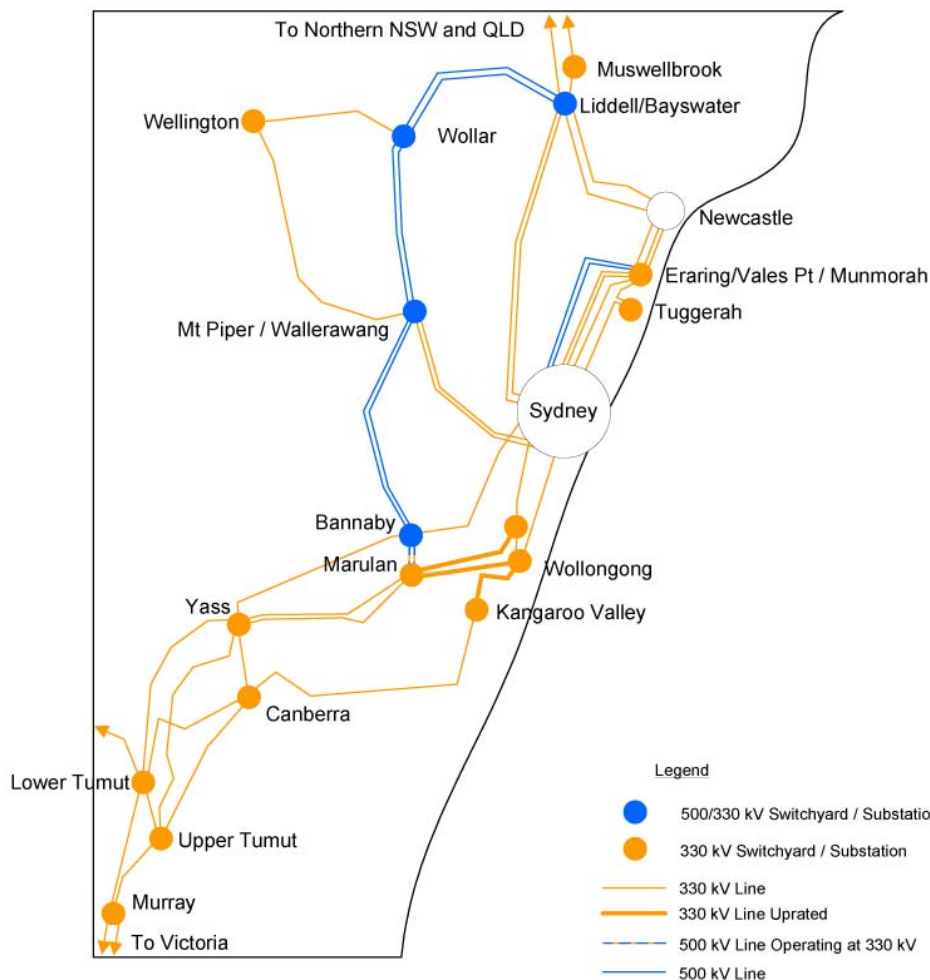 To Northern NSW and QLD
Muswellbrook
Liddell/Bayswater
Wellington
Wollar
Newcastle
Eraring/Vales Pt / Munmorah
Tuggerah
Mt Piper / Wallerawang
Sydney
Bannaby
Marulan
Wollongong
Kangaroo Valley
Yass
Canberra
Lower Tumut
Upper Tumut
Murray
To Victoria
Legend
500/330 kV Switchyard / Substatio
330 kV Switchyard / Substation
330 kV Line
330 kV Line Uprated
500 kV Line Operating at 330 kV
500 kV Line